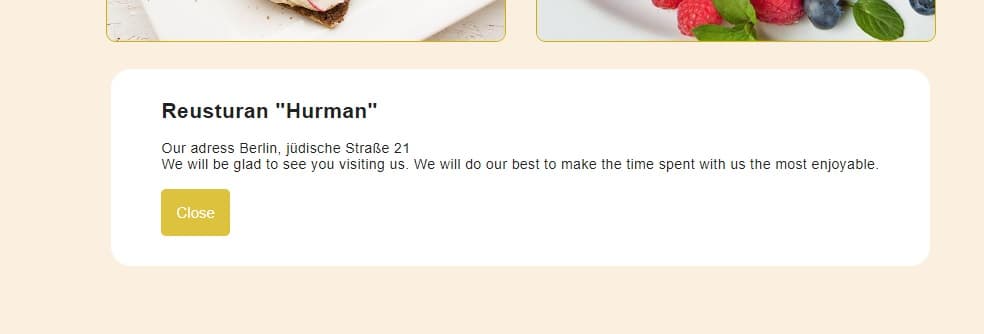 Reusturan "Hurman"
Our adress Berlin, jüdische Straße 21
We will be glad to see you visiting us. We will do our best to make the time spent with us the most enjoyable.
Close